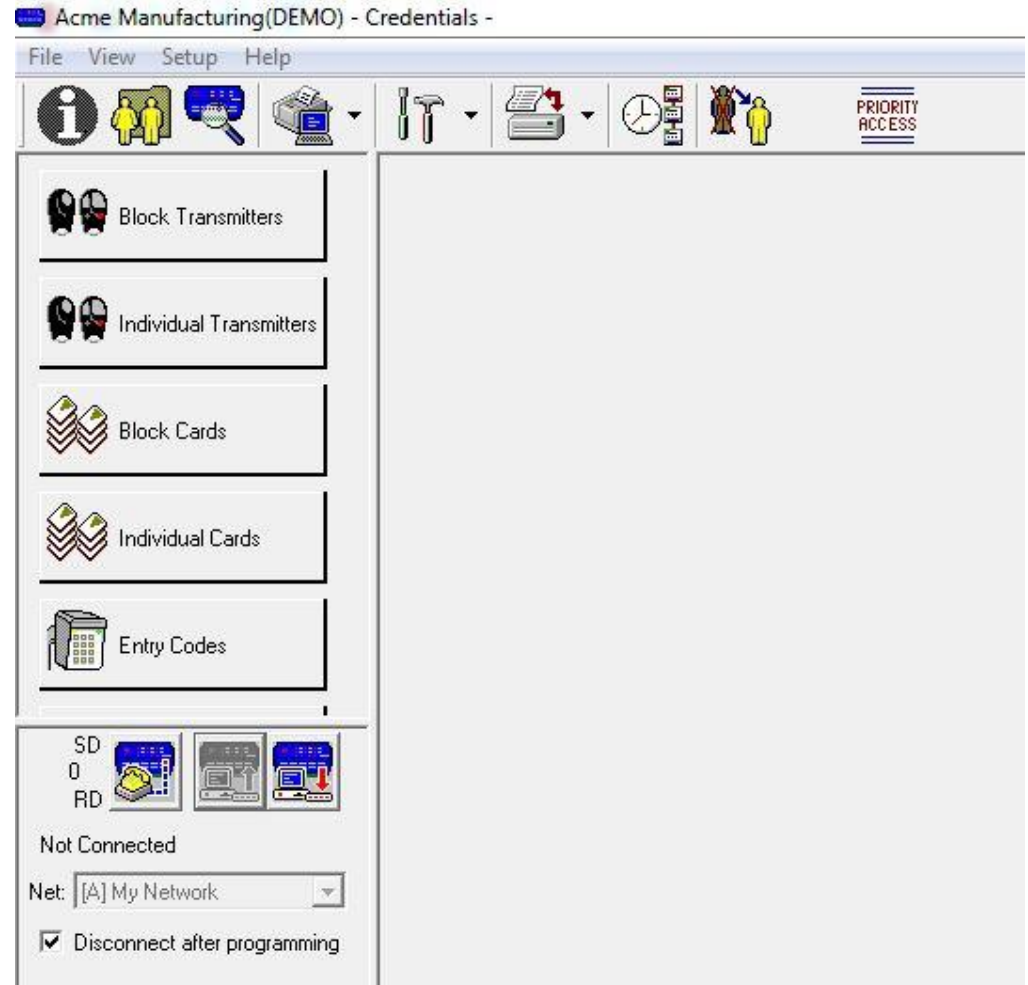 Acme Manufacturing(DEMO) - Credentials -
File View Setup Help
PRIORITY
ACCESS
Block Transmitters
Individual Transmitters
Block Cards
Individual Cards
Entry Codes
SD
0
RD
Not Connected
Net: [A] My Network
Disconnect after programming